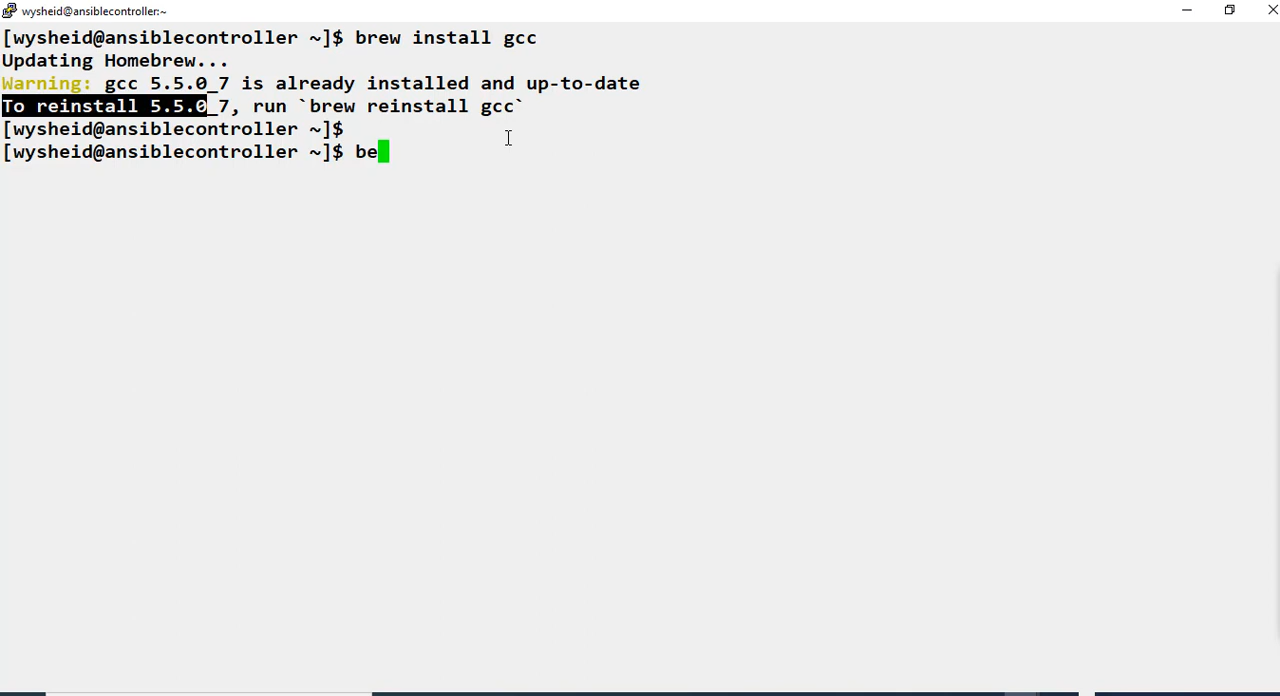 wysheid@ansiblecontroller:~
[wysheid@ansiblecontroller ~]$ brew install gcc
Updating Homebrew...
Warning: gcc 5.5.0_7 is already installed and up-to-date
To reinstall 5.5.0_7, run `brew reinstall gcc`
[wysheid@ansiblecontroller ~]$
[wysheid@ansiblecontroller ~]$ be